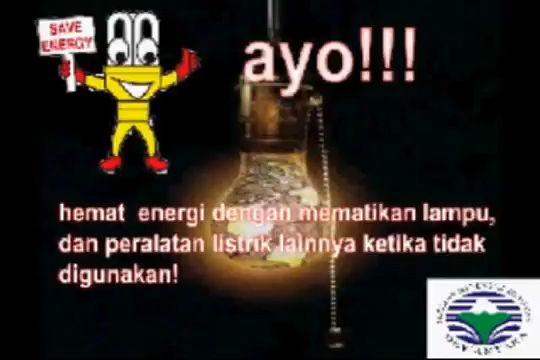 SAVE
ENERGY
ayo!!!
hemat energi dengan mematikan lampu,
dan peralatan listrik lainnya ketika tidak
digunakan!